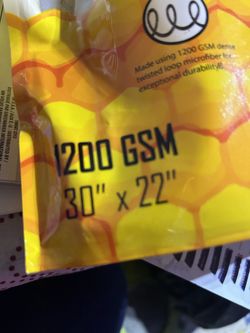 Made using 1200 GSM dense
twisted loop microfiber for
exceptional durability.
1200 GSM
30" x 22"